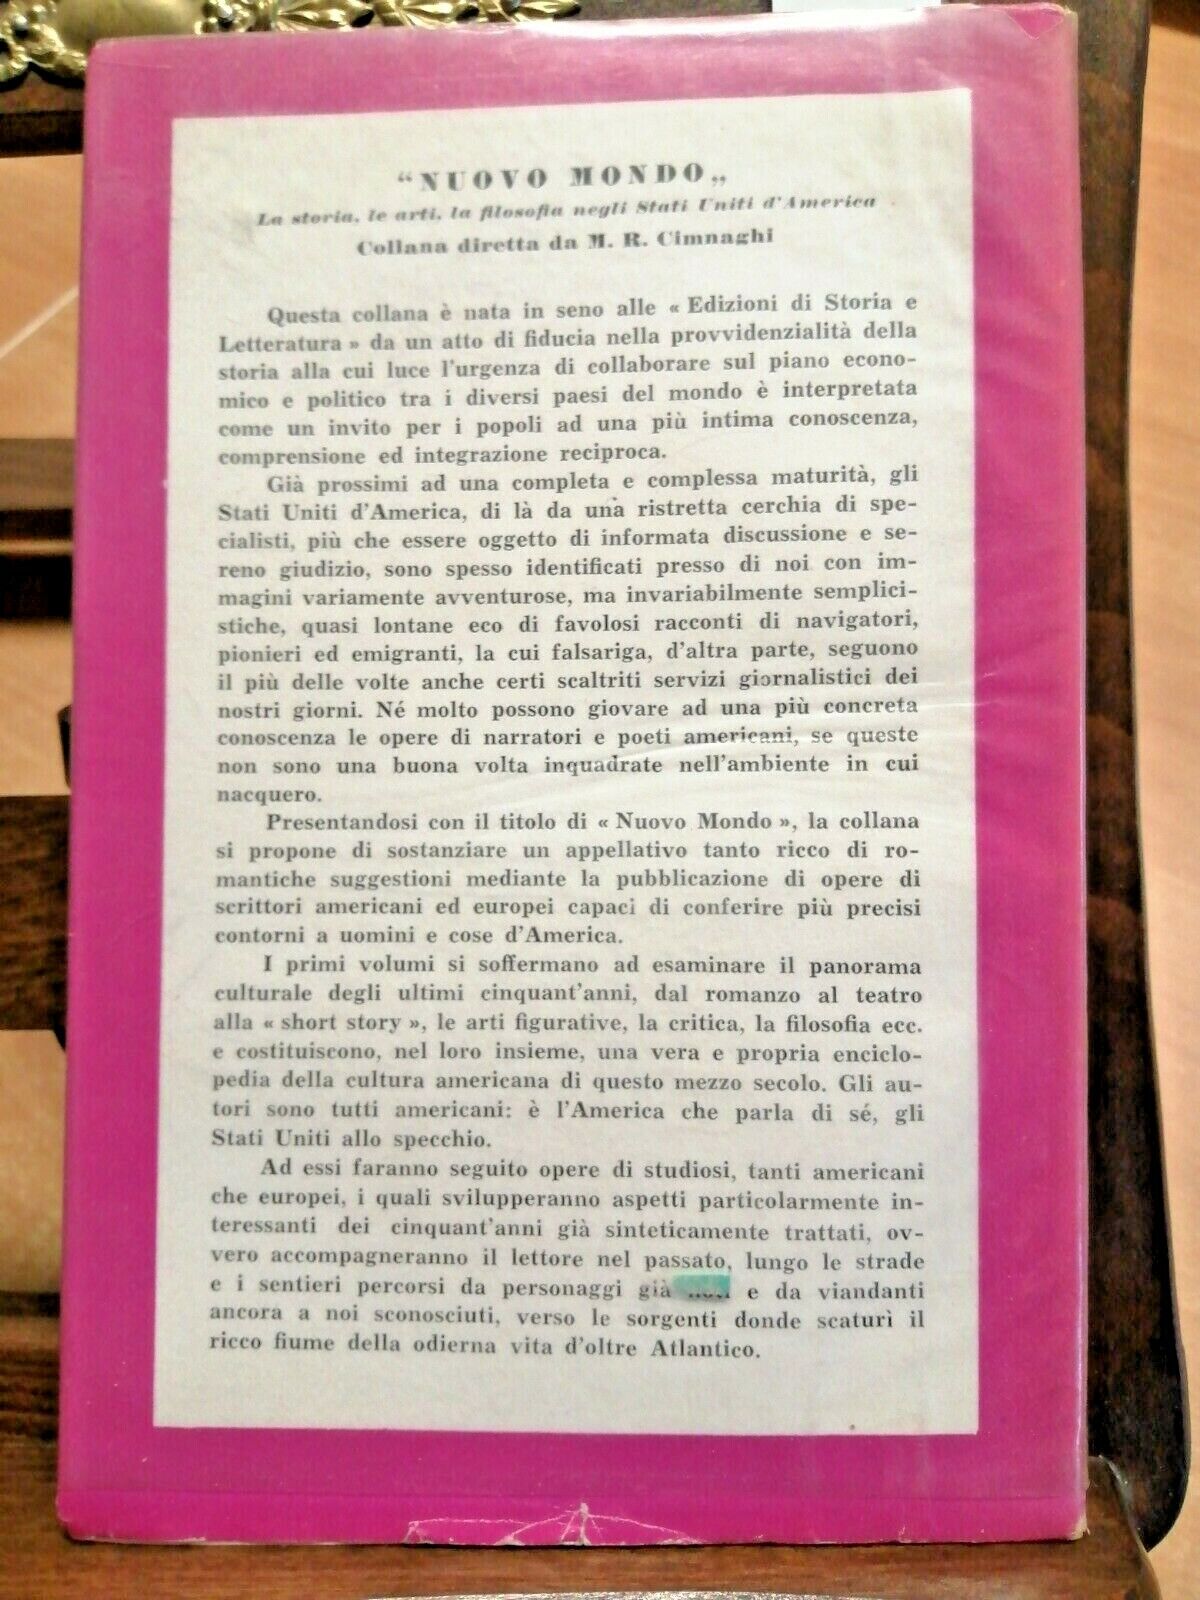 “NUOVO MONDO„
La storia, le arti, la filosofia negli Stati Uniti d'America
Collana diretta da M. R. Cimnaghi
Questa collana è nata in seno alle « Edizioni di Storia e
Letteratura » da un atto di fiducia nella provvidenzialità della
storia alla cui luce l'urgenza di collaborare sul piano econo-
mico e politico tra i diversi paesi del mondo è interpretata
come un invito per i popoli ad una più intima conoscenza,
comprensione ed integrazione reciproca.
Già prossimi ad una completa e complessa maturità, gli
Stati Uniti d'America, di là da una ristretta cerchia di spe-
cialisti, più che essere oggetto di informata discussione e se-
reno giudizio, sono spesso identificati presso di noi con im-
magini variamente avventurose, ma invariabilmente semplici-
stiche, quasi lontane eco di favolosi racconti di navigatori,
pionieri ed emigranti, la cui falsariga, d'altra parte, seguono
il più delle volte anche certi scaltriti servizi giornalistici dei
nostri giorni. Né molto possono giovare ad una più concreta
conoscenza le opere di narratori e poeti americani, se queste
non sono una buona volta inquadrate nell'ambiente in cui
nacquero.
Presentandosi con il titolo di « Nuovo Mondo », la collana
si propone di sostanziare un appellativo tanto ricco di ro-
mantiche suggestioni mediante la pubblicazione di opere di
scrittori americani ed europei capaci di conferire più precisi
contorni a uomini e cose d'America.
I primi volumi si soffermano ad esaminare il panorama
culturale degli ultimi cinquant'anni, dal romanzo al teatro
alla « short story », le arti figurative, la critica, la filosofia ecc.
e costituiscono, nel loro insieme, una vera e propria enciclo-
pedia della cultura americana di questo mezzo secolo. Gli au-
tori sono tutti americani: è l'America che parla di sé, gli
Stati Uniti allo specchio.
Ad essi faranno seguito opere di studiosi, tanti americani
che europei, i quali svilupperanno aspetti particolarmente in-
teressanti dei cinquant'anni già sinteticamente trattati, ov-
vero accompagneranno il lettore nel passato, lungo le strade
e i sentieri percorsi da personaggi già e da viandanti
ancora a noi sconosciuti, verso le sorgenti donde scaturì il
ricco fiume della odierna vita d'oltre Atlantico.